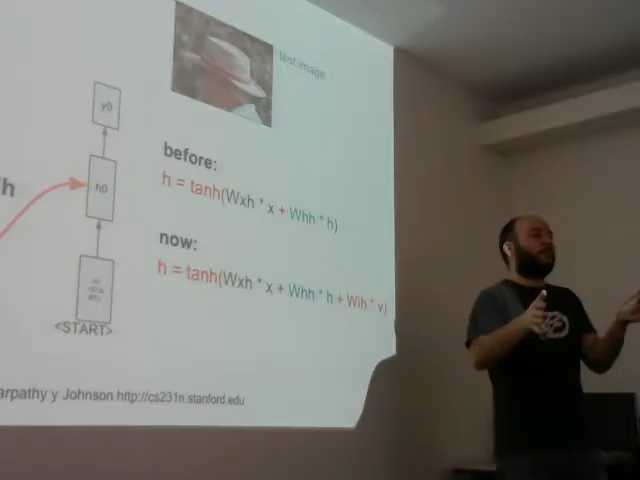 test image
y0
before:
h = tanh(Wxh * x + Whh * h)
h
h0
now:
h = tanh(Wxh * x + Whh * h + Wih * v)
<START>
arpathy y Johnson http://cs231n.stanford.edu